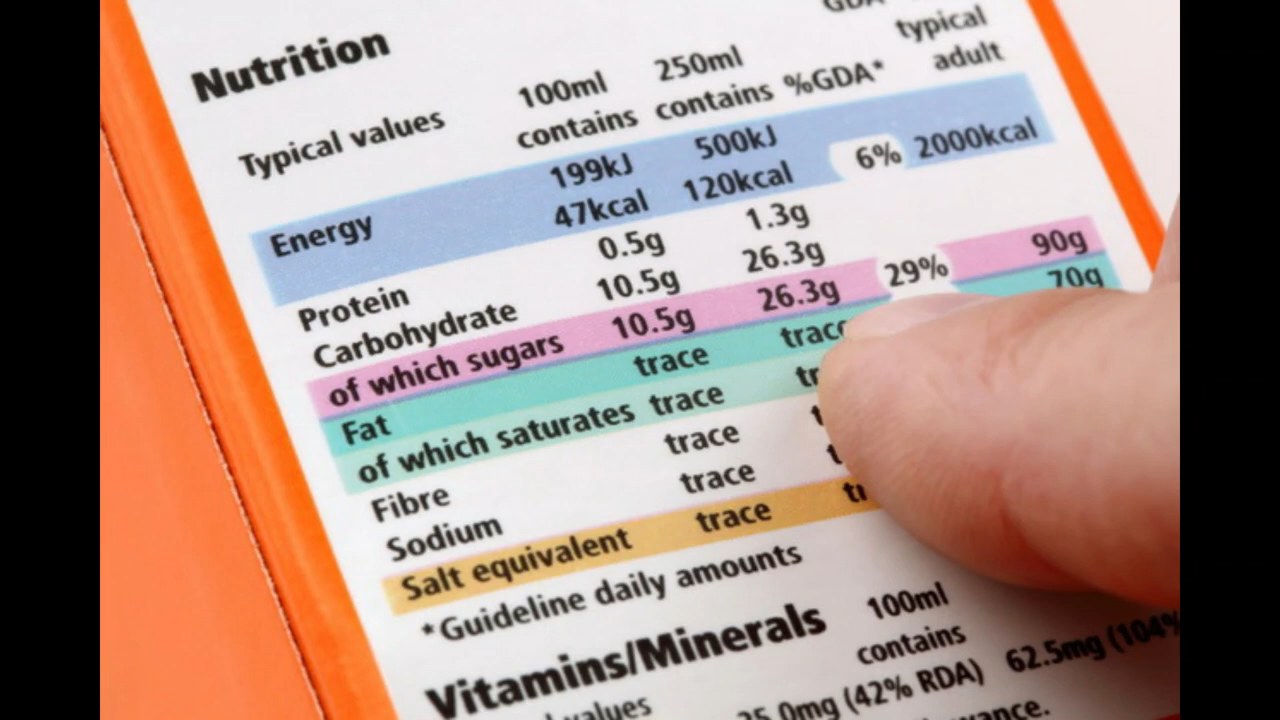 GDA
typical
adult
Nutrition
Typical values 100ml contains 250ml contains %GDA*
Energy 199kJ 47kcal 500kJ 120kcal 6% 2000kcal
Protein 0.5g 1.3g
Carbohydrate 10.5g 26.3g
of which sugars 10.5g 26.3g 29% 90g
Fat trace trace 70g
of which saturates trace
Fibre trace
Sodium trace
Salt equivalent trace
*Guideline daily amounts
Vitamins/Minerals 100ml contains
values 25.0mg (42% RDA) 62.5mg (104%